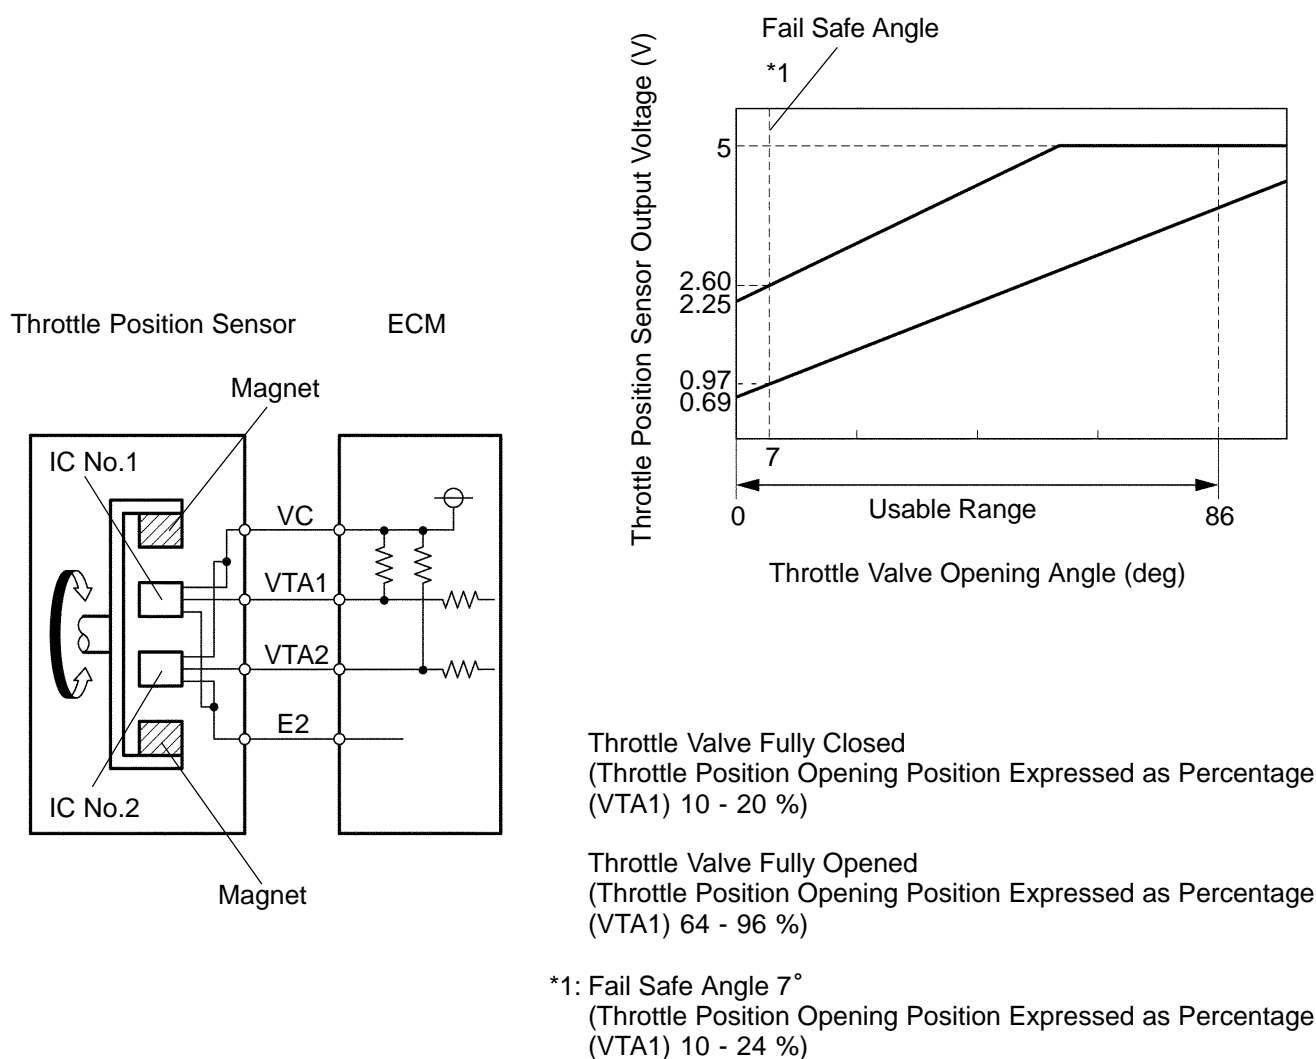 Fail Safe Angle
*1
Throttle Position Sensor Output Voltage (V)
5
2.60
2.25
0.97
0.69
7
Usable Range
0
86
Throttle Valve Opening Angle (deg)
Throttle Position Sensor
ECM
Magnet
IC No.1
VC
VTA1
VTA2
E2
IC No.2
Magnet
Throttle Valve Fully Closed
(Throttle Position Opening Position Expressed as Percentage
(VTA1) 10 - 20 %)
Throttle Valve Fully Opened
(Throttle Position Opening Position Expressed as Percentage
(VTA1) 64 - 96 %)
*1: Fail Safe Angle 7°
(Throttle Position Opening Position Expressed as Percentage
(VTA1) 10 - 24 %)